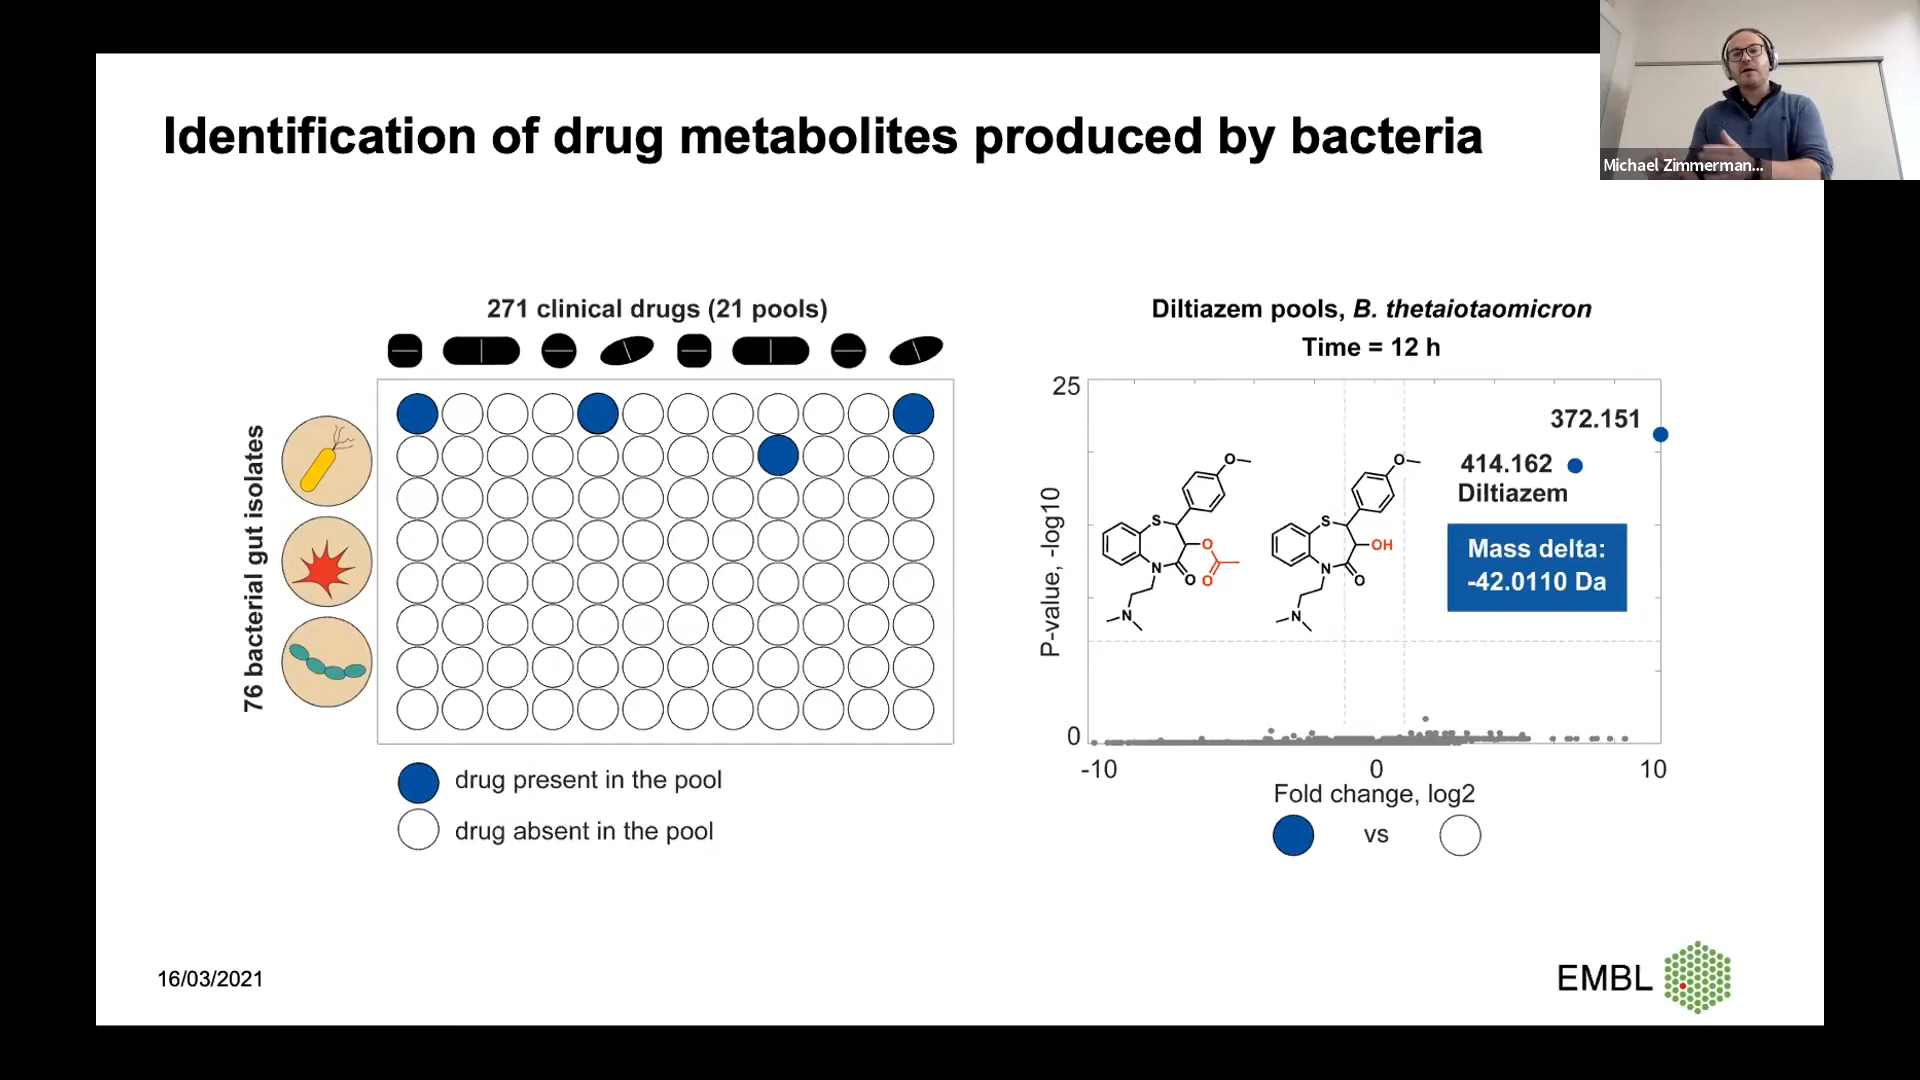 Michael Zimmerman...
Identification of drug metabolites produced by bacteria
271 clinical drugs (21 pools)
76 bacterial gut isolates
drug present in the pool
drug absent in the pool
Diltiazem pools, B. thetaiotaomicron
Time = 12 h
P-value, -log10
25
0
372.151
414.162
Diltiazem
Mass delta:
-42.0110 Da
O
S
O
N
O
O
N
O
S
OH
N
O
N
-10
0
10
Fold change, log2
vs
16/03/2021
EMBL